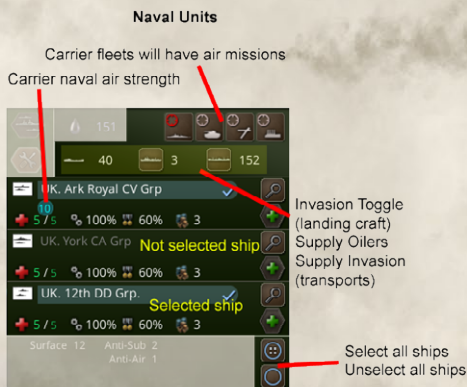 Naval Units
Carrier fleets will have air missions
Carrier naval air strength
151
40 3 152
UK. Ark Royal CV Grp
10
5/5 100% 60% 3
UK. York CA Grp
Not selected ship
5/5 100% 60% 3
UK. 12th DD Grp.
Selected ship
5/5 100% 60% 3
Surface 12 Anti-Sub 2
Anti-Air 1
Invasion Toggle
(landing craft)
Supply Oilers
Supply Invasion
(transports)
Select all ships
Unselect all ships